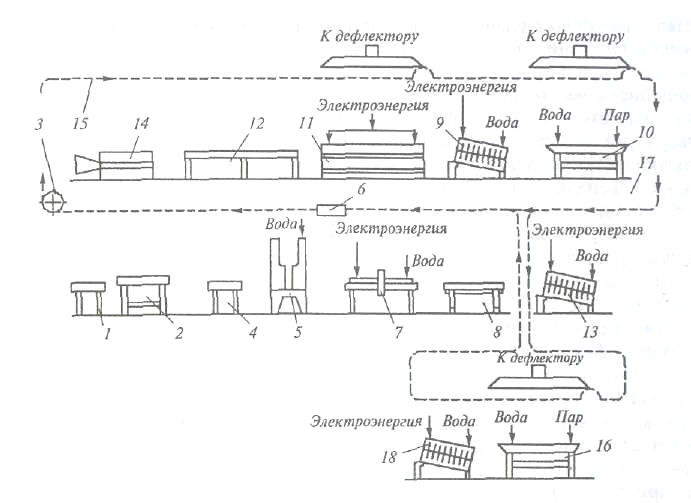 К дефлектору К дефлектору
Электроэнергия
3 15 14 12 Электроэнергия 11 9 Вода Вода Пар 10
17
6
Вода Электроэнергия Электроэнергия
Вода Вода
1 2 4 5 7 8 13
К дефлектору
Электроэнергия Вода Вода Пар
18 16